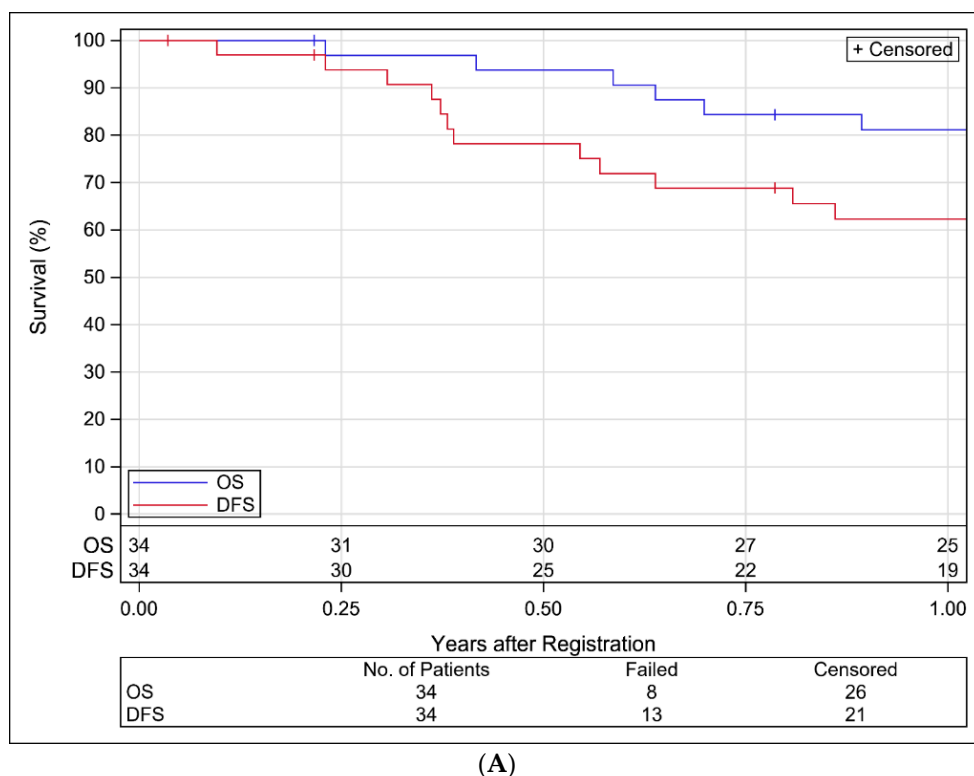 + Censored
100
90
80
70
60
50
40
30
20
10
0
Survival (%)
OS
DFS
OS 34 31 30 27 25
DFS 34 30 25 22 19
0.00 0.25 0.50 0.75 1.00
Years after Registration
No. of Patients Failed Censored
OS 34 8 26
DFS 34 13 21
(A)